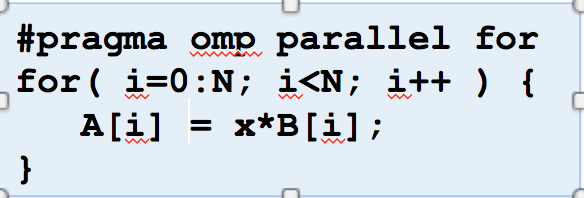 #pragma omp parallel for
for( i=0:N; i<N; i++ ) {
A[i] = x*B[i];
}